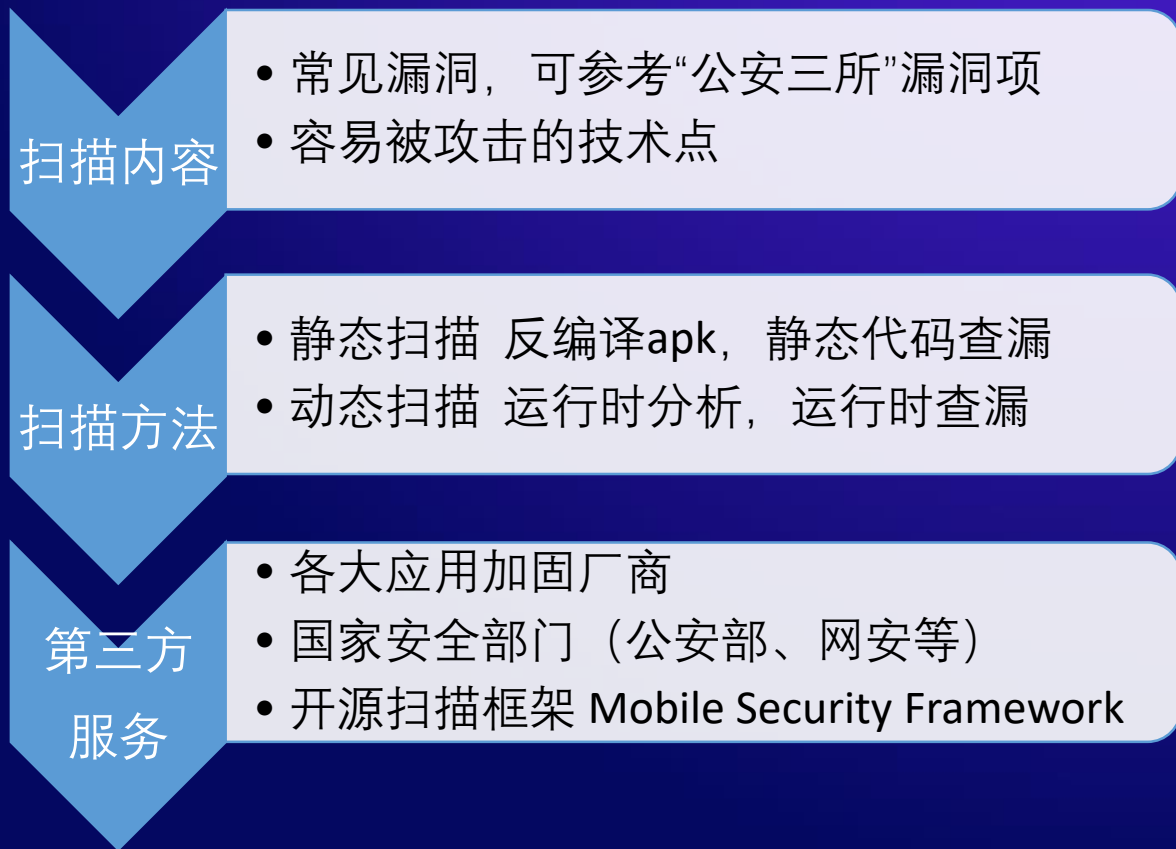 扫描内容
• 常见漏洞，可参考“公安三所”漏洞项
• 容易被攻击的技术点
扫描方法
• 静态扫描 反编译apk，静态代码查漏
• 动态扫描 运行时分析，运行时查漏
第三方
服务
• 各大应用加固厂商
• 国家安全部门（公安部、网安等）
• 开源扫描框架 Mobile Security Framework